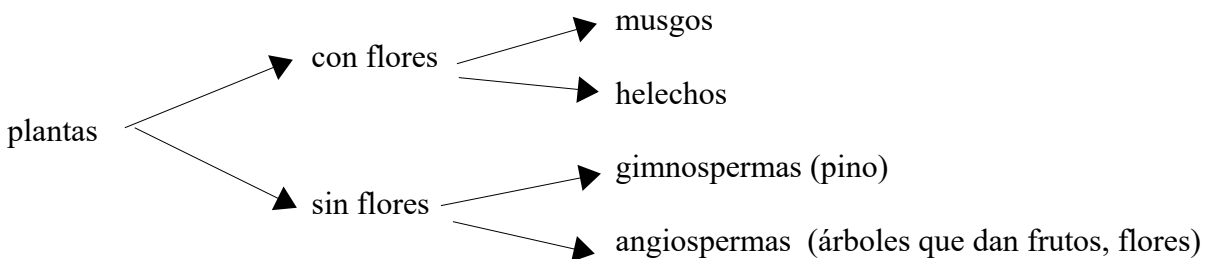 musgos
con flores
helechos
plantas
gimnospermas (pino)
sin flores
angiospermas (árboles que dan frutos, flores)